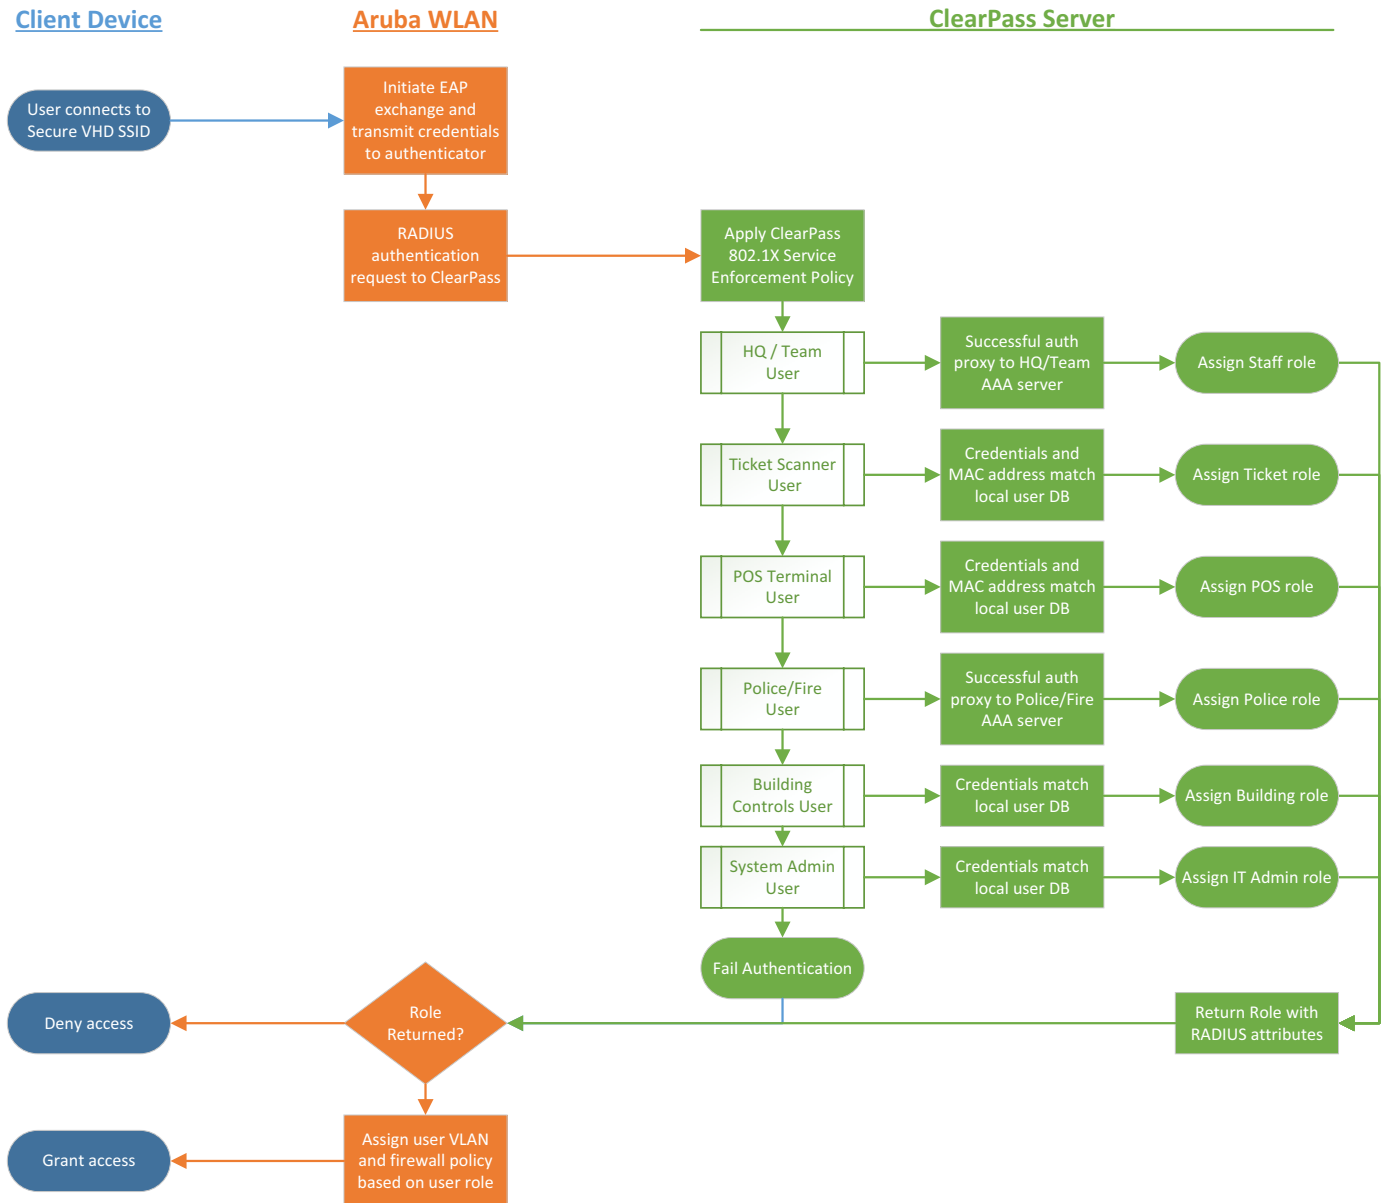 Client Device
Aruba WLAN
ClearPass Server
User connects to
Secure VHD SSID
Initiate EAP
exchange and
transmit credentials
to authenticator
RADIUS
authentication
request to ClearPass
Apply ClearPass
802.1X Service
Enforcement Policy
HQ / Team
User
Successful auth
proxy to HQ/Team
AAA server
Assign Staff role
Ticket Scanner
User
Credentials and
MAC address match
local user DB
Assign Ticket role
POS Terminal
User
Credentials and
MAC address match
local user DB
Assign POS role
Police/Fire
User
Successful auth
proxy to Police/Fire
AAA server
Assign Police role
Building
Controls User
Credentials match
local user DB
Assign Building role
System Admin
User
Credentials match
local user DB
Assign IT Admin role
Fail Authentication
Deny access
Role
Returned?
Return Role with
RADIUS attributes
Grant access
Assign user VLAN
and firewall policy
based on user role